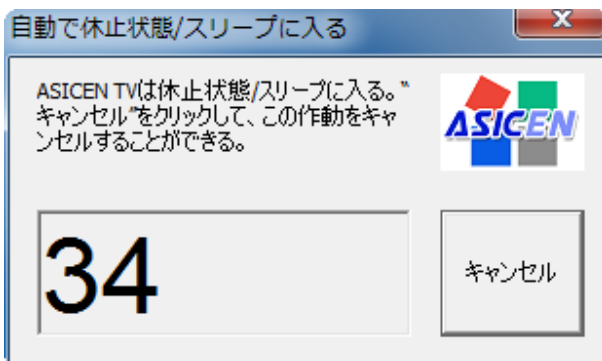 自動で休止状態/スリープに入る
ASICEN TVは休止状態/スリープに入る。“
キャンセル”をクリックして、この作動をキャ
ンセルすることができる。
ASICEN
34
キャンセル